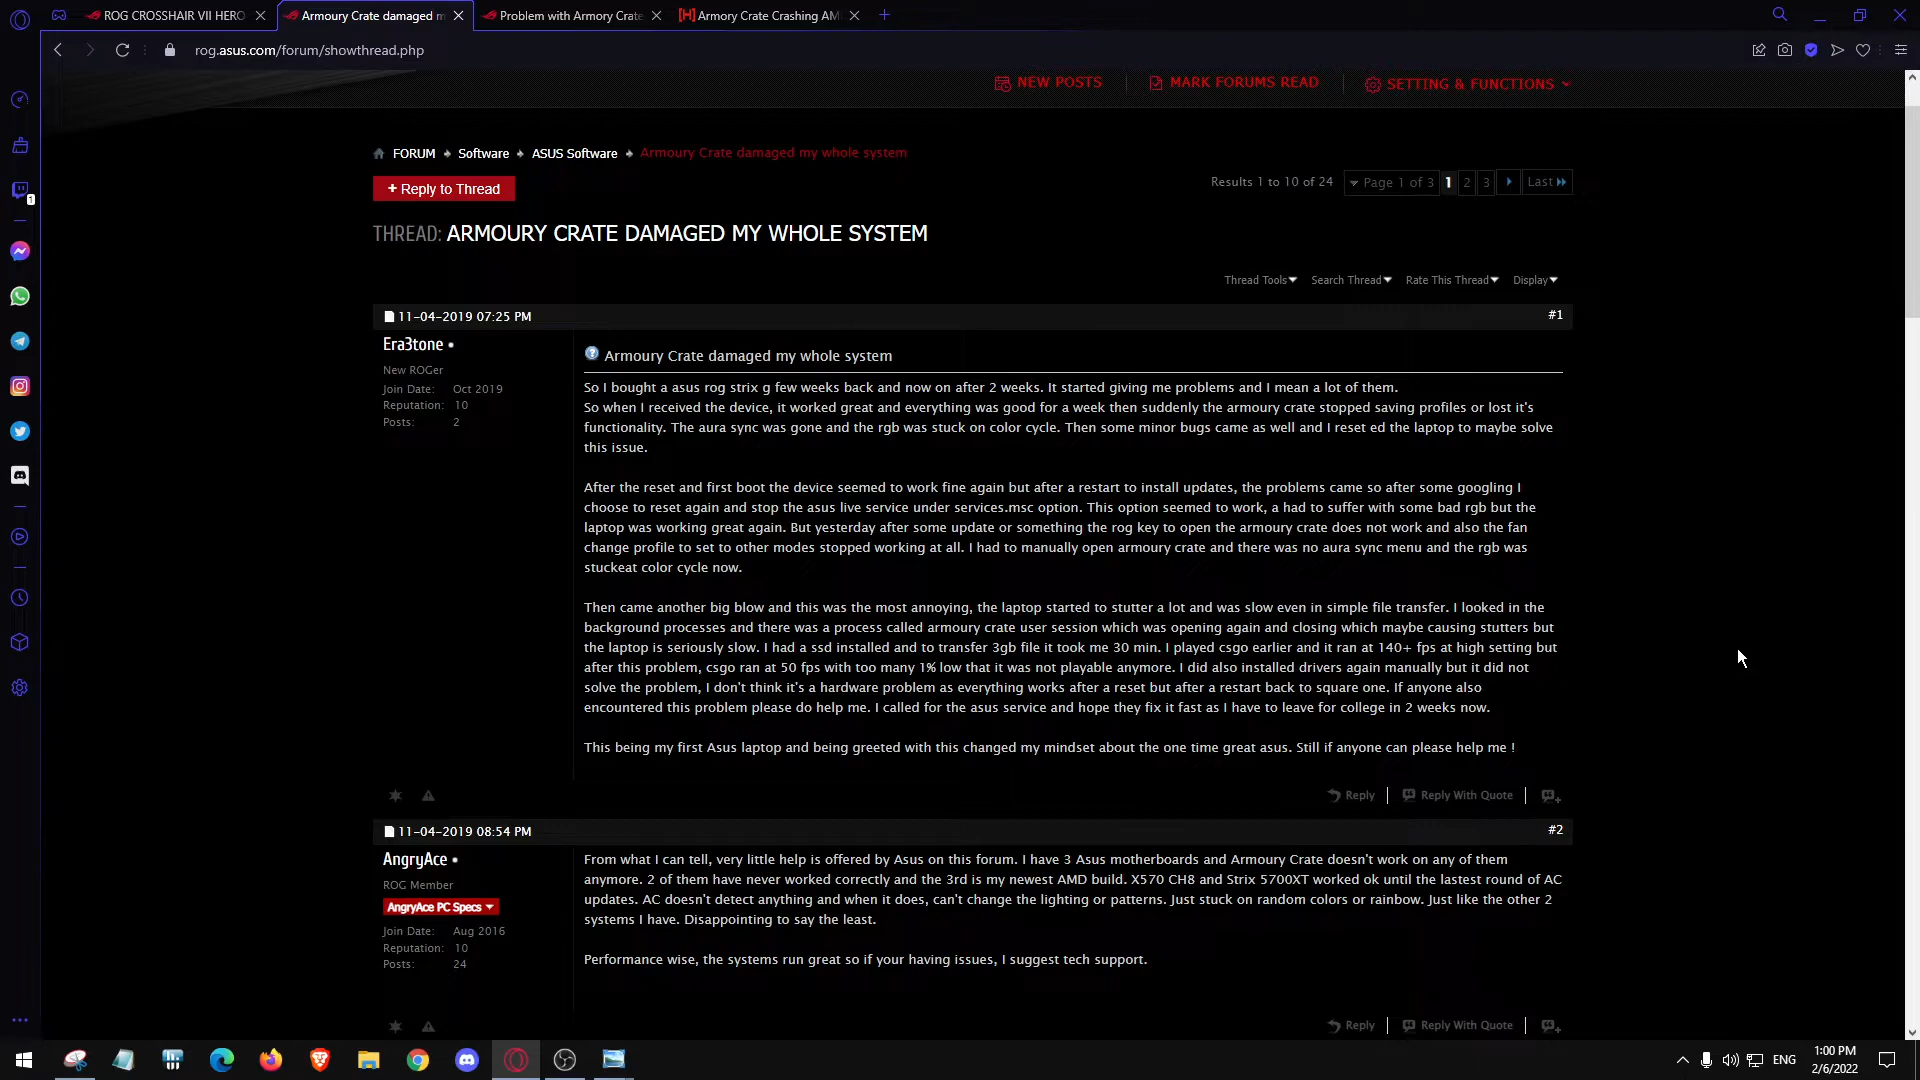 ROG CROSSHAIR VII HERO
Armoury Crate damaged m
Problem with Armory Crate
Armory Crate Crashing AM
rog.asus.com/forum/showthread.php
NEW POSTS
MARK FORUMS READ
SETTING & FUNCTIONS
FORUM Software ASUS Software Armoury Crate damaged my whole system
+ Reply to Thread
Results 1 to 10 of 24
Page 1 of 3 1 2 3 Last
THREAD: ARMOURY CRATE DAMAGED MY WHOLE SYSTEM
Thread Tools Search Thread Rate This Thread Display
11-04-2019 07:25 PM #1
Era3tone
New ROGer
Join Date: Oct 2019
Reputation: 10
Posts: 2
Armoury Crate damaged my whole system
So I bought a asus rog strix g few weeks back and now on after 2 weeks. It started giving me problems and I mean a lot of them.
So when I received the device, it worked great and everything was good for a week then suddenly the armoury crate stopped saving profiles or lost it's
functionality. The aura sync was gone and the rgb was stuck on color cycle. Then some minor bugs came as well and I reset ed the laptop to maybe solve
this issue.
After the reset and first boot the device seemed to work fine again but after a restart to install updates, the problems came so after some googling I
choose to reset again and stop the asus live service under services.msc option. This option seemed to work, a had to suffer with some bad rgb but the
laptop was working great again. But yesterday after some update or something the rog key to open the armoury crate does not work and also the fan
change profile to set to other modes stopped working at all. I had to manually open armoury crate and there was no aura sync menu and the rgb was
stuckeat color cycle now.
Then came another big blow and this was the most annoying, the laptop started to stutter a lot and was slow even in simple file transfer. I looked in the
background processes and there was a process called armoury crate user session which was opening again and closing which maybe causing stutters but
the laptop is seriously slow. I had a ssd installed and to transfer 3gb file it took me 30 min. I played csgo earlier and it ran at 140+ fps at high setting but
after this problem, csgo ran at 50 fps with too many 1% low that it was not playable anymore. I did also installed drivers again manually but it did not
solve the problem, I don't think it's a hardware problem as everything works after a reset but after a restart back to square one. If anyone also
encountered this problem please do help me. I called for the asus service and hope they fix it fast as I have to leave for college in 2 weeks now.
This being my first Asus laptop and being greeted with this changed my mindset about the one time great asus. Still if anyone can please help me !
Reply Reply With Quote
11-04-2019 08:54 PM #2
AngryAce
ROG Member
AngryAce PC Specs
Join Date: Aug 2016
Reputation: 10
Posts: 24
From what I can tell, very little help is offered by Asus on this forum. I have 3 Asus motherboards and Armoury Crate doesn't work on any of them
anymore. 2 of them have never worked correctly and the 3rd is my newest AMD build. X570 CH8 and Strix 5700XT worked ok until the lastest round of AC
updates. AC doesn't detect anything and when it does, can't change the lighting or patterns. Just stuck on random colors or rainbow. Just like the other 2
systems I have. Disappointing to say the least.
Performance wise, the systems run great so if your having issues, I suggest tech support.
Reply Reply With Quote
1
ENG
1:00 PM
2/6/2022